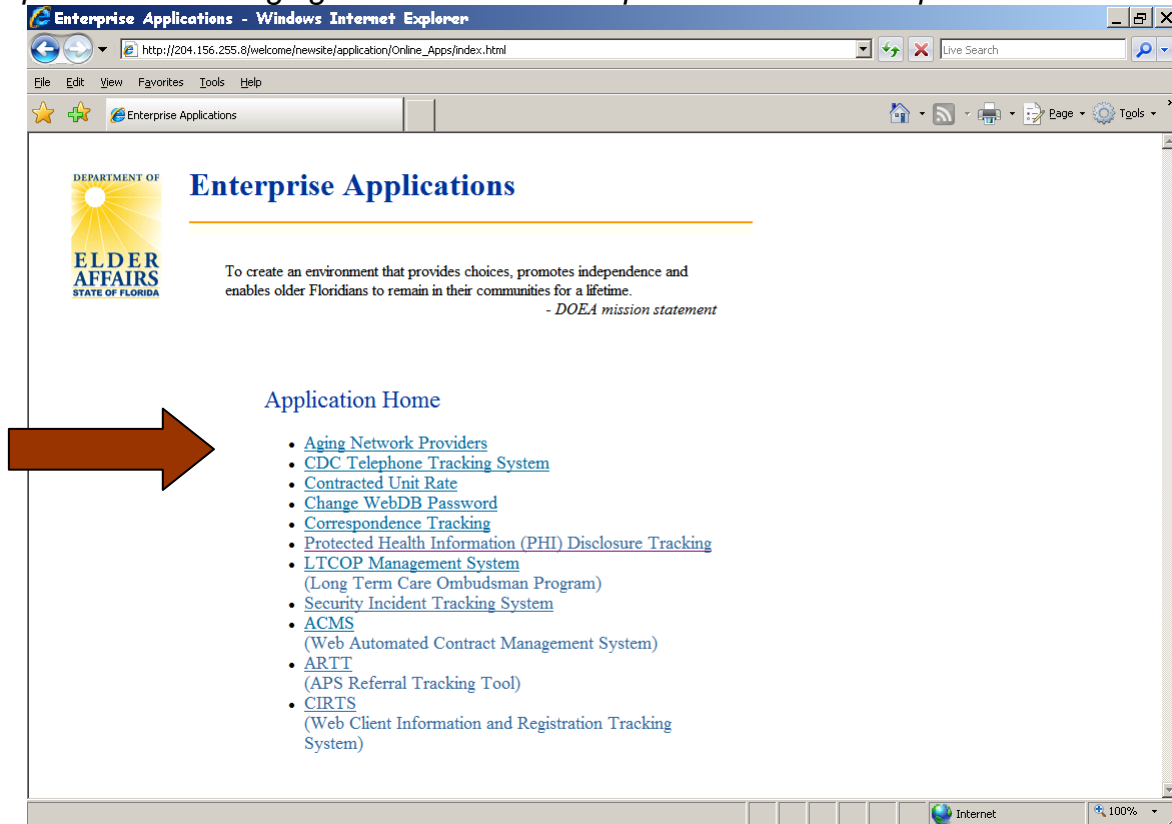 Enterprise Applications - Windows Internet Explorer
http://204.156.255.8/welcome/newsite/application/Online_Apps/index.html
Live Search
File Edit View Favorites Tools Help
Enterprise Applications
Page
Tools
DEPARTMENT OF
ELDER
AFFAIRS
STATE OF FLORIDA
Enterprise Applications
To create an environment that provides choices, promotes independence and
enables older Floridians to remain in their communities for a lifetime.
- DOEA mission statement
Application Home
• Aging Network Providers
• CDC Telephone Tracking System
• Contracted Unit Rate
• Change WebDB Password
• Correspondence Tracking
• Protected Health Information (PHI) Disclosure Tracking
• LTCOP Management System
(Long Term Care Ombudsman Program)
• Security Incident Tracking System
• ACMS
(Web Automated Contract Management System)
• ARTT
(APS Referral Tracking Tool)
• CIRTS
(Web Client Information and Registration Tracking
System)
Internet
100%